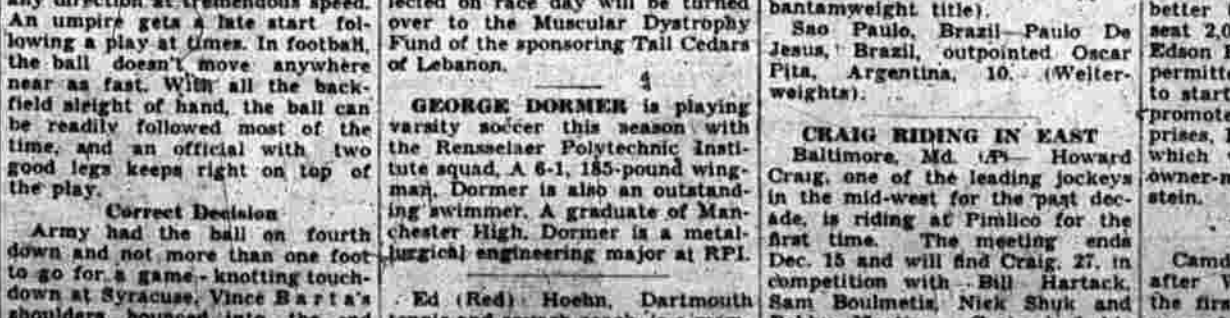 any direction at tremendous speed.
An umpire gets a late start fol-
lowing a play at times. In football,
the ball doesn't move anywhere
near as fast. With all the back-
field sleight of hand, the ball can
be readily followed most of the
time, and an official with two
good legs keeps right on top of
the play.
Correct Decision
Army had the ball on fourth
down and not more than one foot
to go for a game-knotting touch-
down at Syracuse. Vince Barta's
shoulders bounced into the end
lected on race day will be turned
over to the Muscular Dystrophy
Fund of the sponsoring Tall Cedars
of Lebanon.
GEORGE DORMER is playing
varsity soccer this season with
the Rensselaer Polytechnic Insti-
tute squad. A 6-1, 185-pound wing-
man, Dormer is also an outstand-
ing swimmer. A graduate of Man-
chester High, Dormer is a metal-
lurgical engineering major at RPI.
Ed (Red) Hoehn, Dartmouth
tennis and squash coach
bantamweight title).
Sao Paulo, Brazil—Paulo De
Jesus, Brazil, outpointed Oscar
Pita, Argentina, 10. (Welter-
weights).
CRAIG RIDING IN EAST
Baltimore, Md. (AP)— Howard
Craig, one of the leading jockeys
in the mid-west for the past dec-
ade, is riding at Pimlico for the
first time. The meeting ends
Dec. 15 and will find Craig, 27, in
competition with Bill Hartack,
Sam Boulmetis, Nick Shuk and
better
seat 2,0
Edson
permitti
to start
promot
prises,
which
owner-m
stein.
Camd
after
the firs